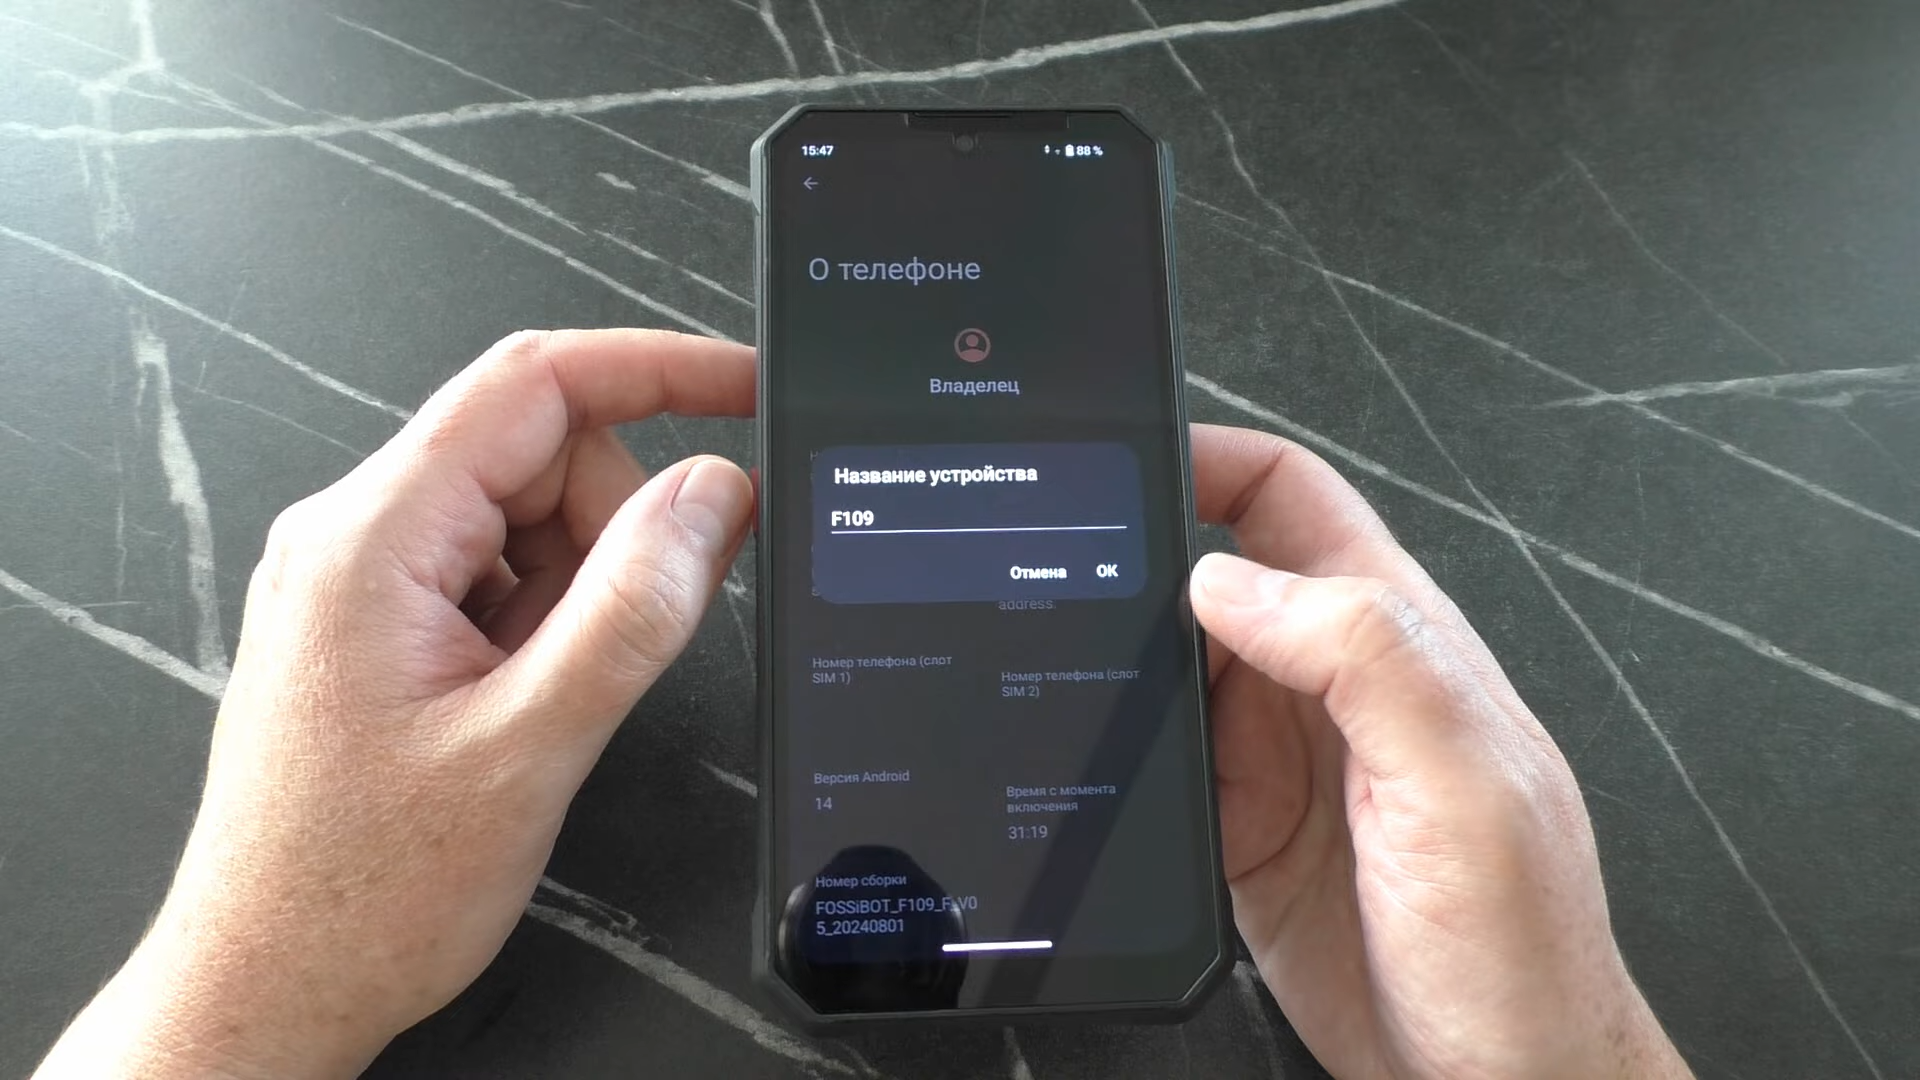 15:47
88 %
О телефоне
Владелец
Название устройства
F109
Отмена
ОК
address.
Номер телефона (слот
SIM 1)
Номер телефона (слот
SIM 2)
Версия Android
14
Время с момента
включения
31:19
Номер сборки
FOSSiBOT_F109_F_V0
5_20240801